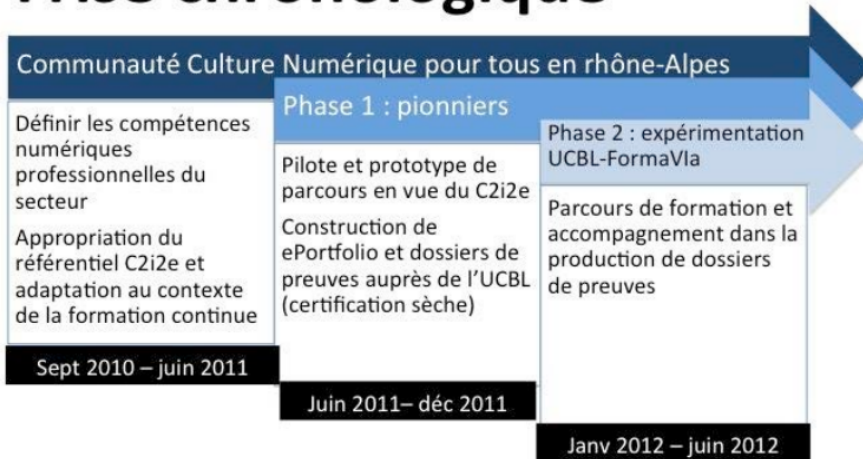 Frise chronologique
Communauté Culture Numérique pour tous en rhône-Alpes
Définir les compétences
numériques
professionnelles du
secteur
Appropriation du
référentiel C2i2e et
adaptation au contexte
de la formation continue
Sept 2010 – juin 2011
Phase 1 : pionniers
Pilote et prototype de
parcours en vue du C2i2e
Construction de
ePortfolio et dossiers de
preuves auprès de l'UCBL
(certification sèche)
Juin 2011– déc 2011
Phase 2 : expérimentation
UCBL-FormaVIa
Parcours de formation et
accompagnement dans la
production de dossiers
de preuves
Janv 2012 – juin 2012